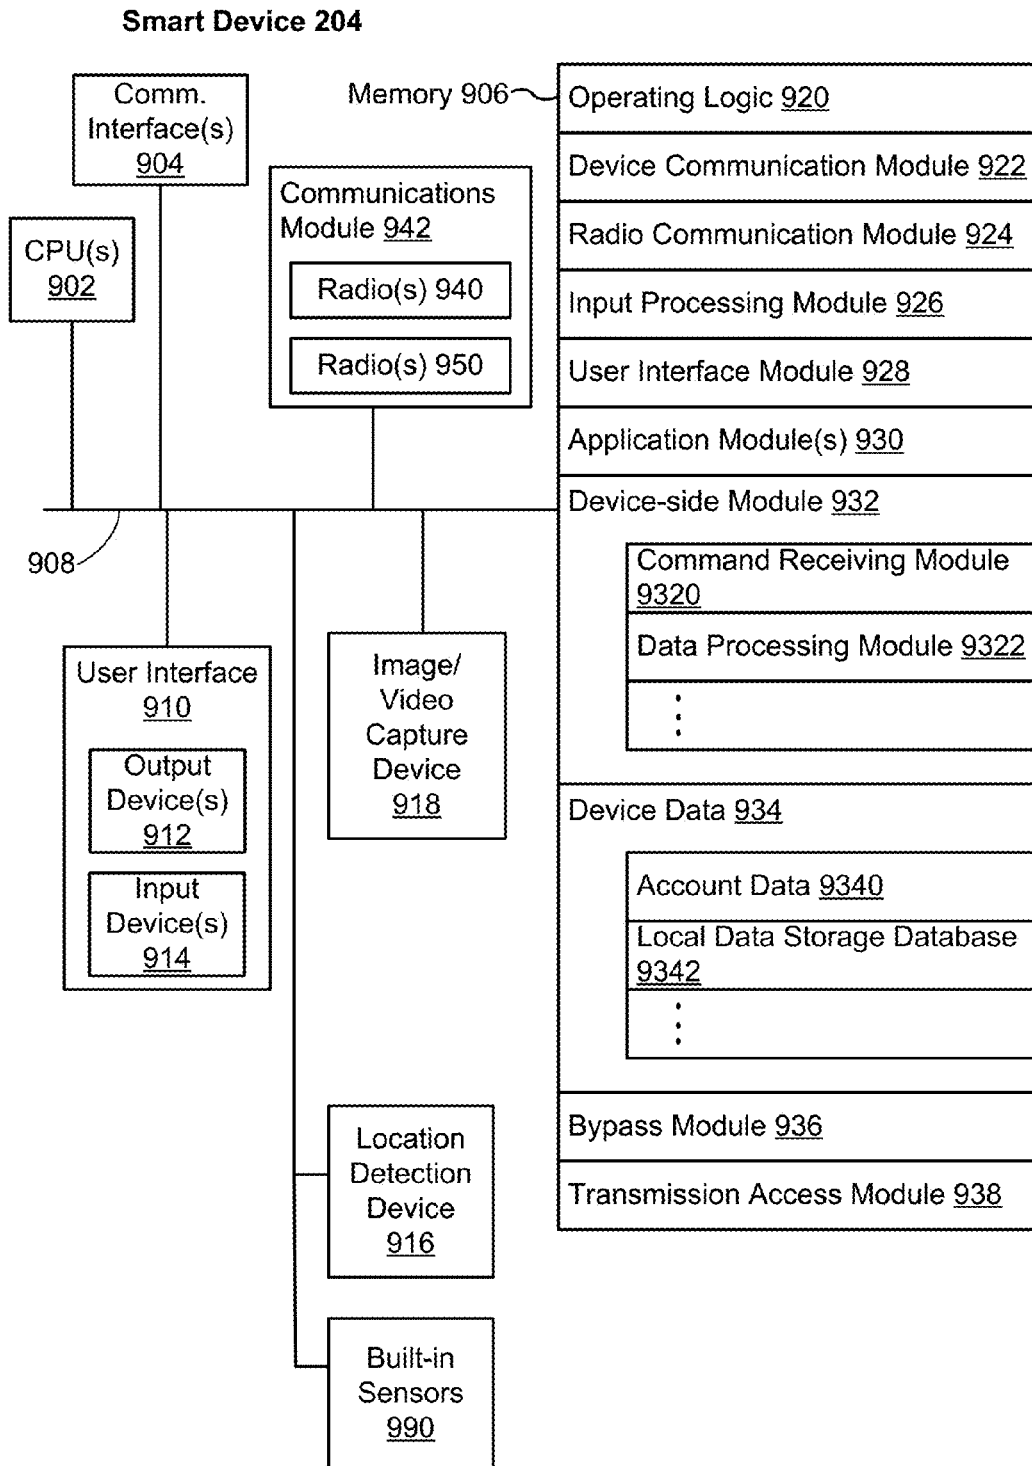 Smart Device 204
Comm.
Interface(s)
904
CPU(s)
902
Communications
Module 942
Radio(s) 940
Radio(s) 950
908
User Interface
910
Output
Device(s)
912
Input
Device(s)
914
Image/
Video
Capture
Device
918
Location
Detection
Device
916
Built-in
Sensors
990
Memory 906
Operating Logic 920
Device Communication Module 922
Radio Communication Module 924
Input Processing Module 926
User Interface Module 928
Application Module(s) 930
Device-side Module 932
Command Receiving Module
9320
Data Processing Module 9322
Device Data 934
Account Data 9340
Local Data Storage Database
9342
Bypass Module 936
Transmission Access Module 938